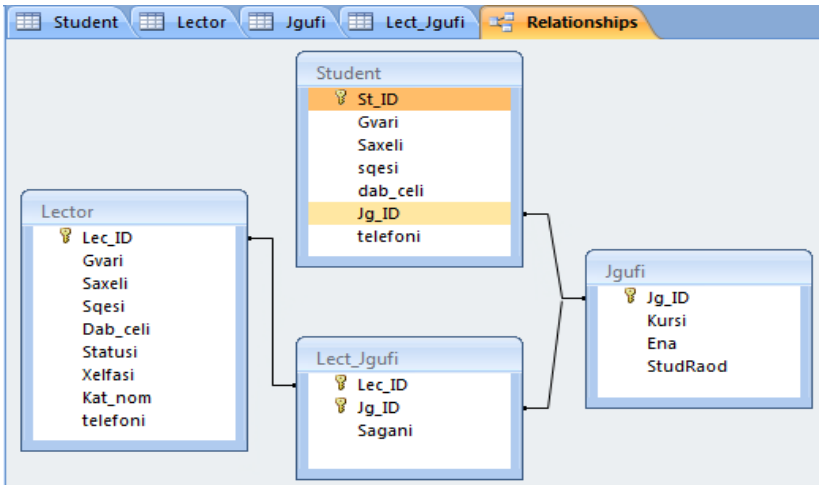 Student Lector Jgufi Lect_Jgufi Relationships
Student
St_ID
Gvari
Saxeli
sqesi
dab_celi
Jg_ID
telefoni
Lector
Lec_ID
Gvari
Saxeli
Sqesi
Dab_celi
Statusi
Xelfasi
Kat_nom
telefoni
Lect_Jgufi
Lec_ID
Jg_ID
Sagani
Jgufi
Jg_ID
Kursi
Ena
StudRaod